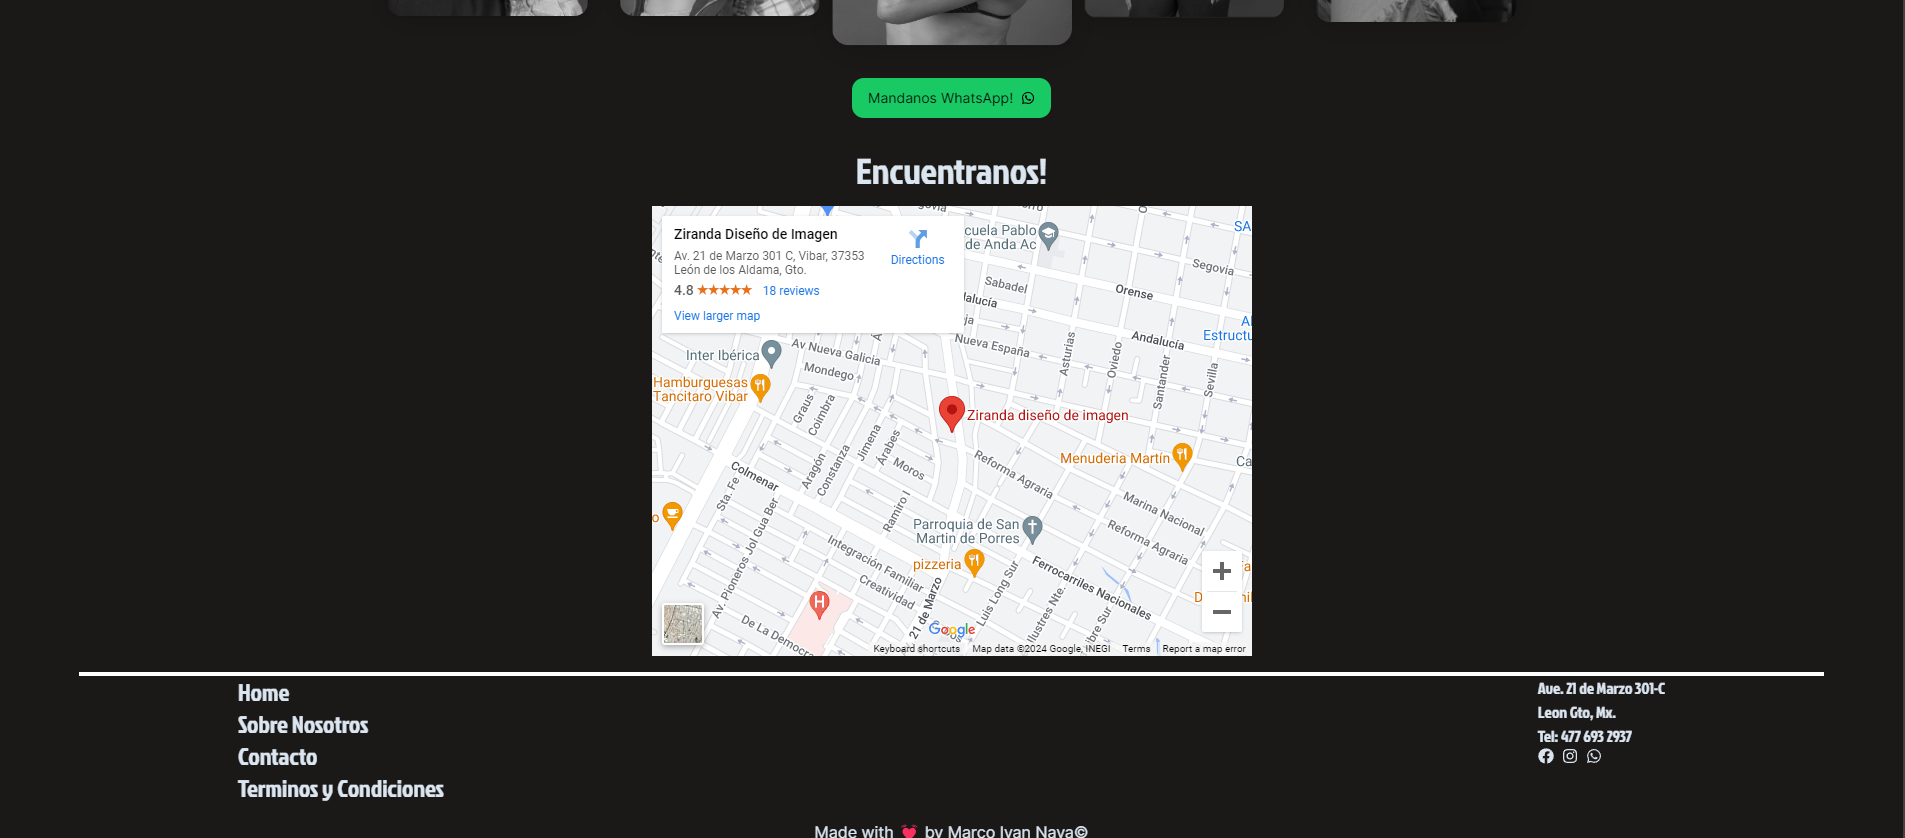 Mandanos WhatsApp!
Encuentranos!
Ziranda Diseño de Imagen
Av. 21 de Marzo 301 C, Vibar, 37353
León de los Aldama, Gto.
4.8
18 reviews
View larger map
Directions
cuela Pablo
de Anda Ac
SA
Segovia
Sabadel
Orense
Andalucía
Estructu
Nueva España
Asturias
Oviedo
Santander
Sevilla
Inter Ibérica
Av Nueva Galicia
Mondego
Hamburguesas
Tancitaro Vibar
Graus
Coimbra
Ziranda diseño de imagen
Jimena
Árabes
Moros
Aragón
Constanza
Colmenar
Sta. Fe
Reforma Agraria
Menuderia Martín
Ca
Marina Nacional
Ramiro I
Av. Pioneros Jol Gua Ber
Parroquia de San
Martin de Porres
Reforma Agraria
pizzeria
Integración Familiar
Creatividad
Ferrocarriles Nacionales
Luis Long Sur
21 de Marzo
De La Democra
Google
Keyboard shortcuts
Map data ©2024 Google, INEGI
Terms
Report a map error
Home
Sobre Nosotros
Contacto
Terminos y Condiciones
Ave. 21 de Marzo 301-C
Leon Gto, Mx.
Tel: 477 693 2937
Made with 💓 by Marco Ivan Nava©